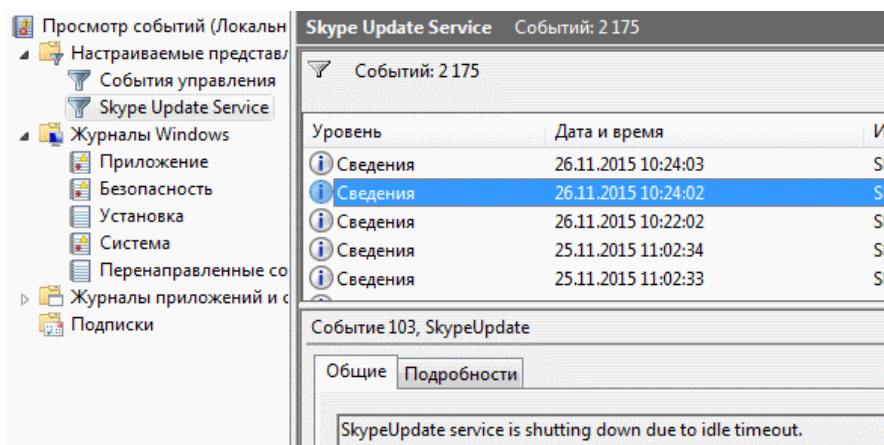 Просмотр событий (Локальн
Настраиваемые представл
События управления
Skype Update Service
Журналы Windows
Приложение
Безопасность
Установка
Система
Перенаправленные со
Журналы приложений и с
Подписки
Skype Update Service Событий: 2 175
Событий: 2 175
Уровень Дата и время И
Сведения 26.11.2015 10:24:03 S
Сведения 26.11.2015 10:24:02 S
Сведения 26.11.2015 10:22:02 S
Сведения 25.11.2015 11:02:34 S
Сведения 25.11.2015 11:02:33 S
Событие 103, SkypeUpdate
Общие Подробности
SkypeUpdate service is shutting down due to idle timeout.